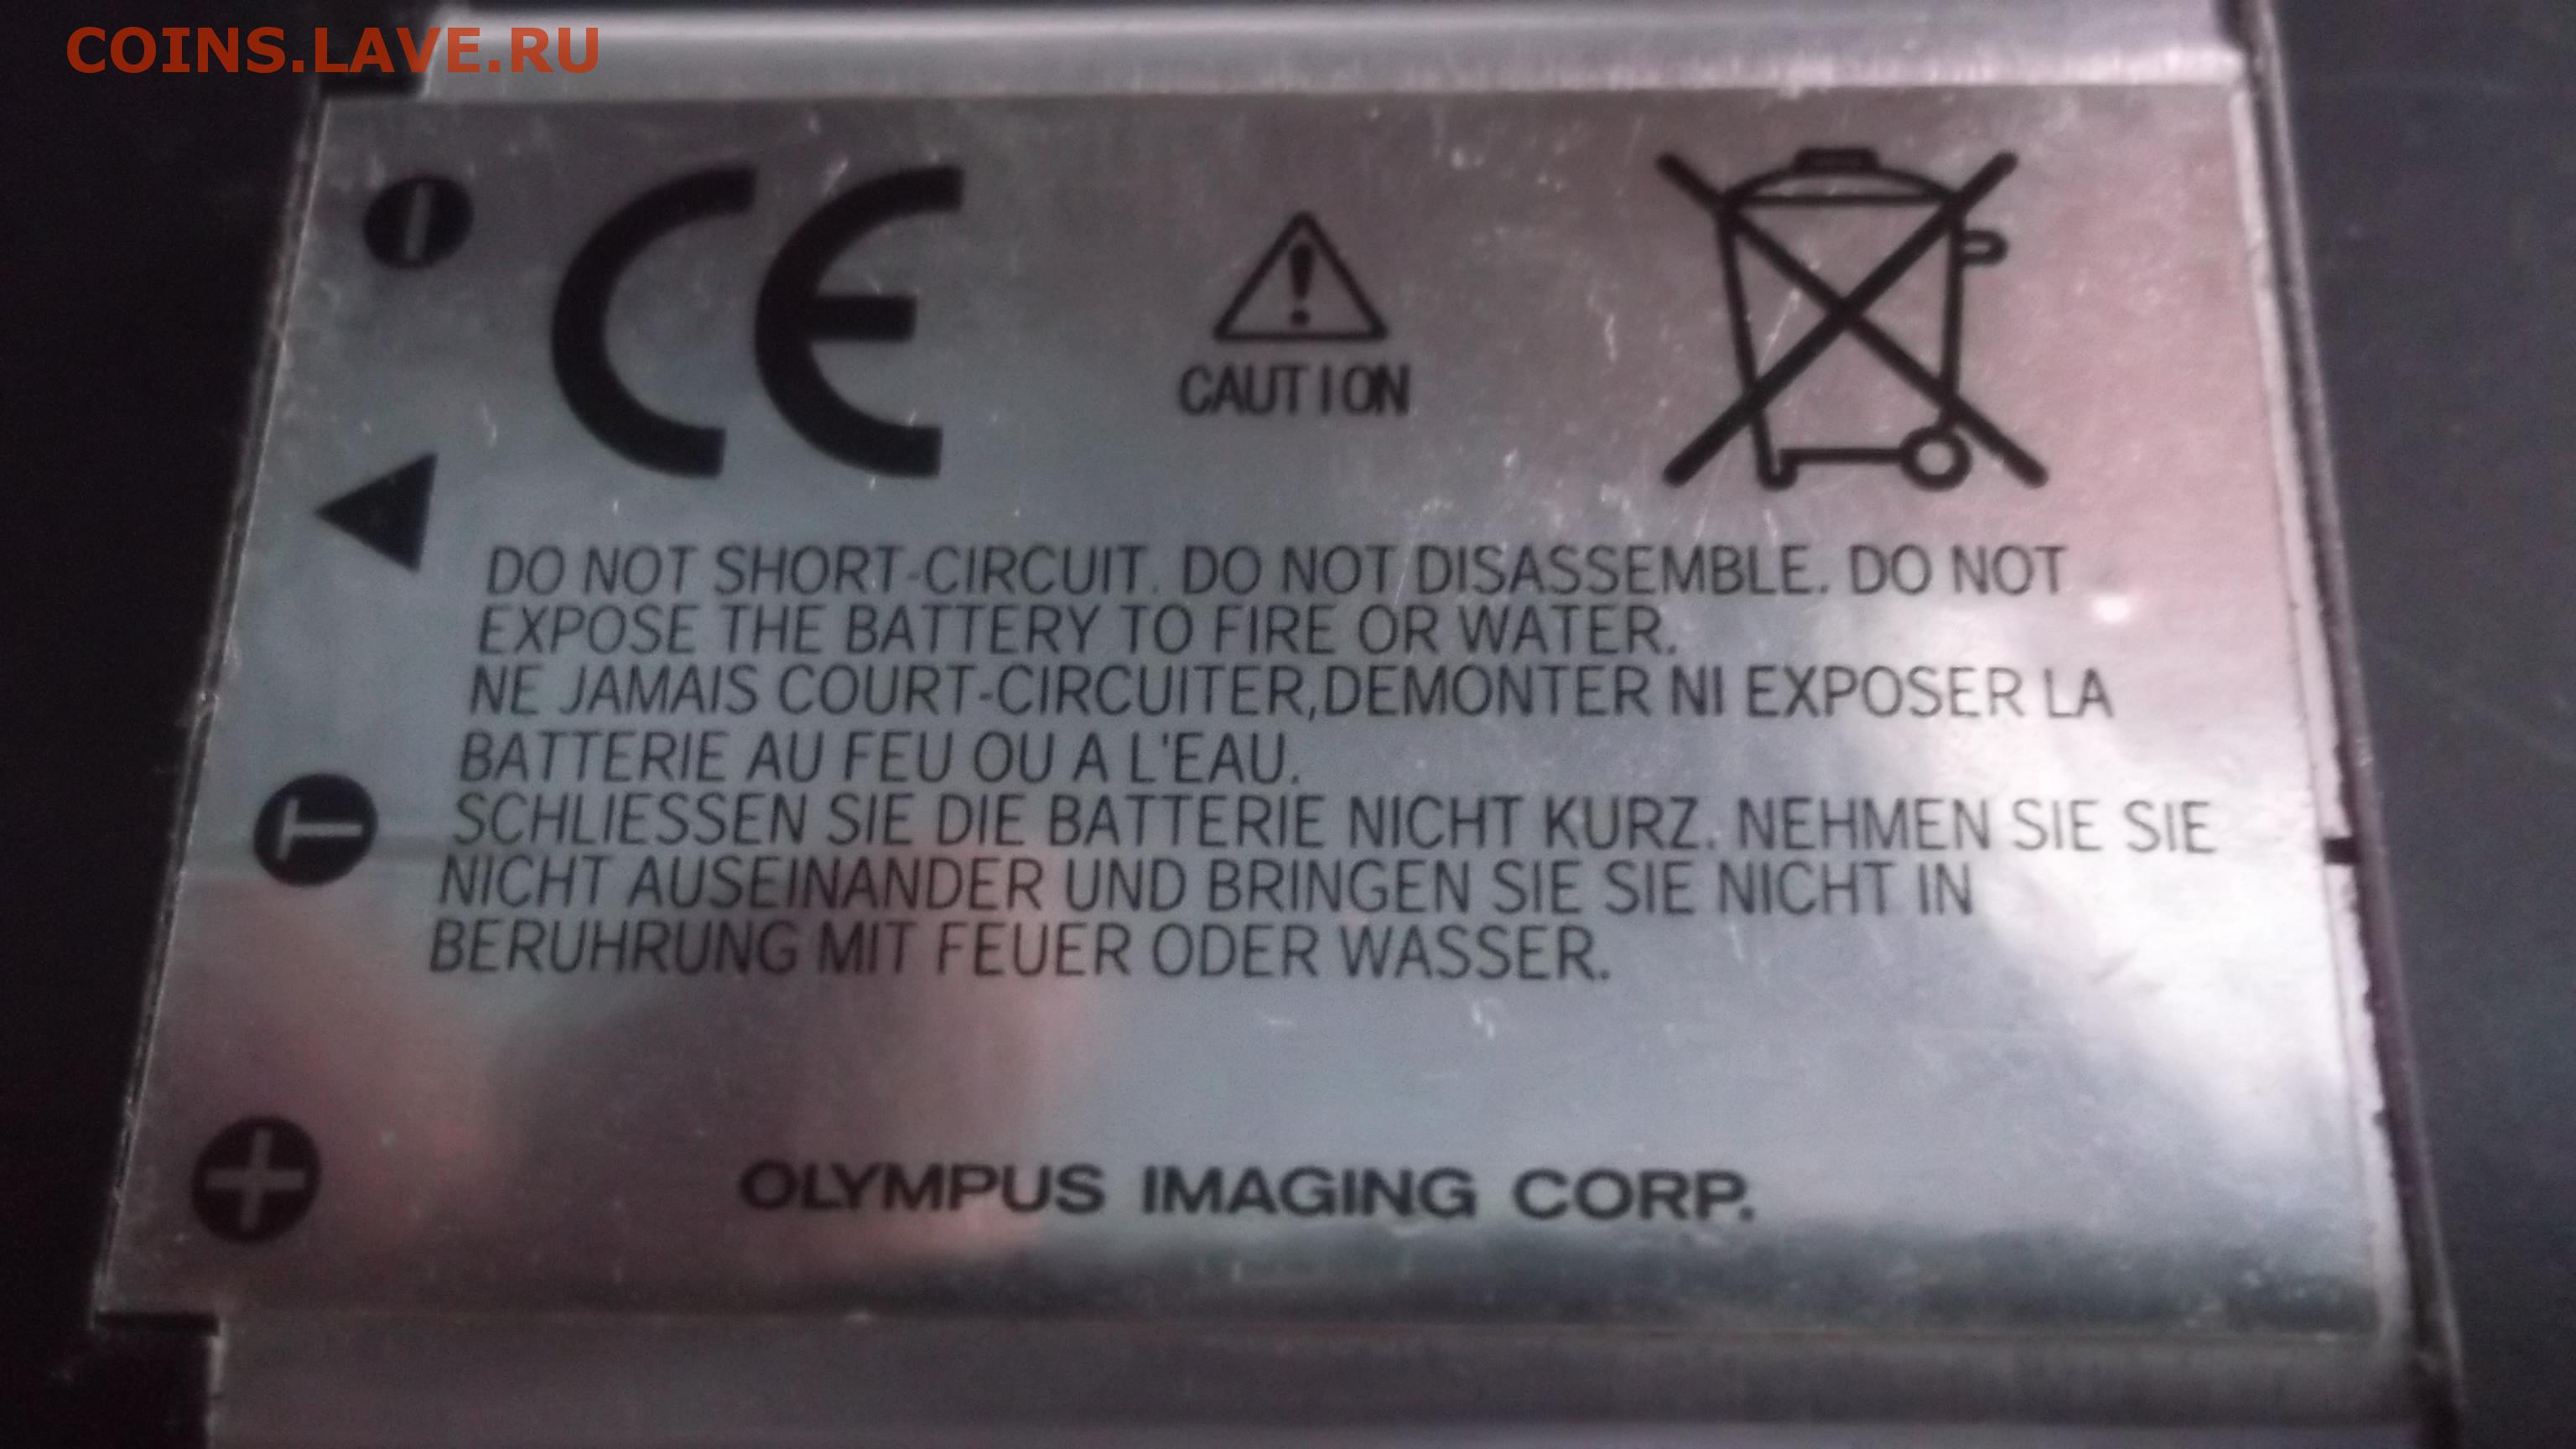 COINS.LAVE.RU
CE
CAUTION
DO NOT SHORT-CIRCUIT. DO NOT DISASSEMBLE. DO NOT
EXPOSE THE BATTERY TO FIRE OR WATER.
NE JAMAIS COURT-CIRCUITER,DEMONTER NI EXPOSER LA
BATTERIE AU FEU OU A L'EAU.
SCHLIESSEN SIE DIE BATTERIE NICHT KURZ. NEHMEN SIE SIE
NICHT AUSEINANDER UND BRINGEN SIE SIE NICHT IN
BERUHRUNG MIT FEUER ODER WASSER.
T
OLYMPUS IMAGING CORP.